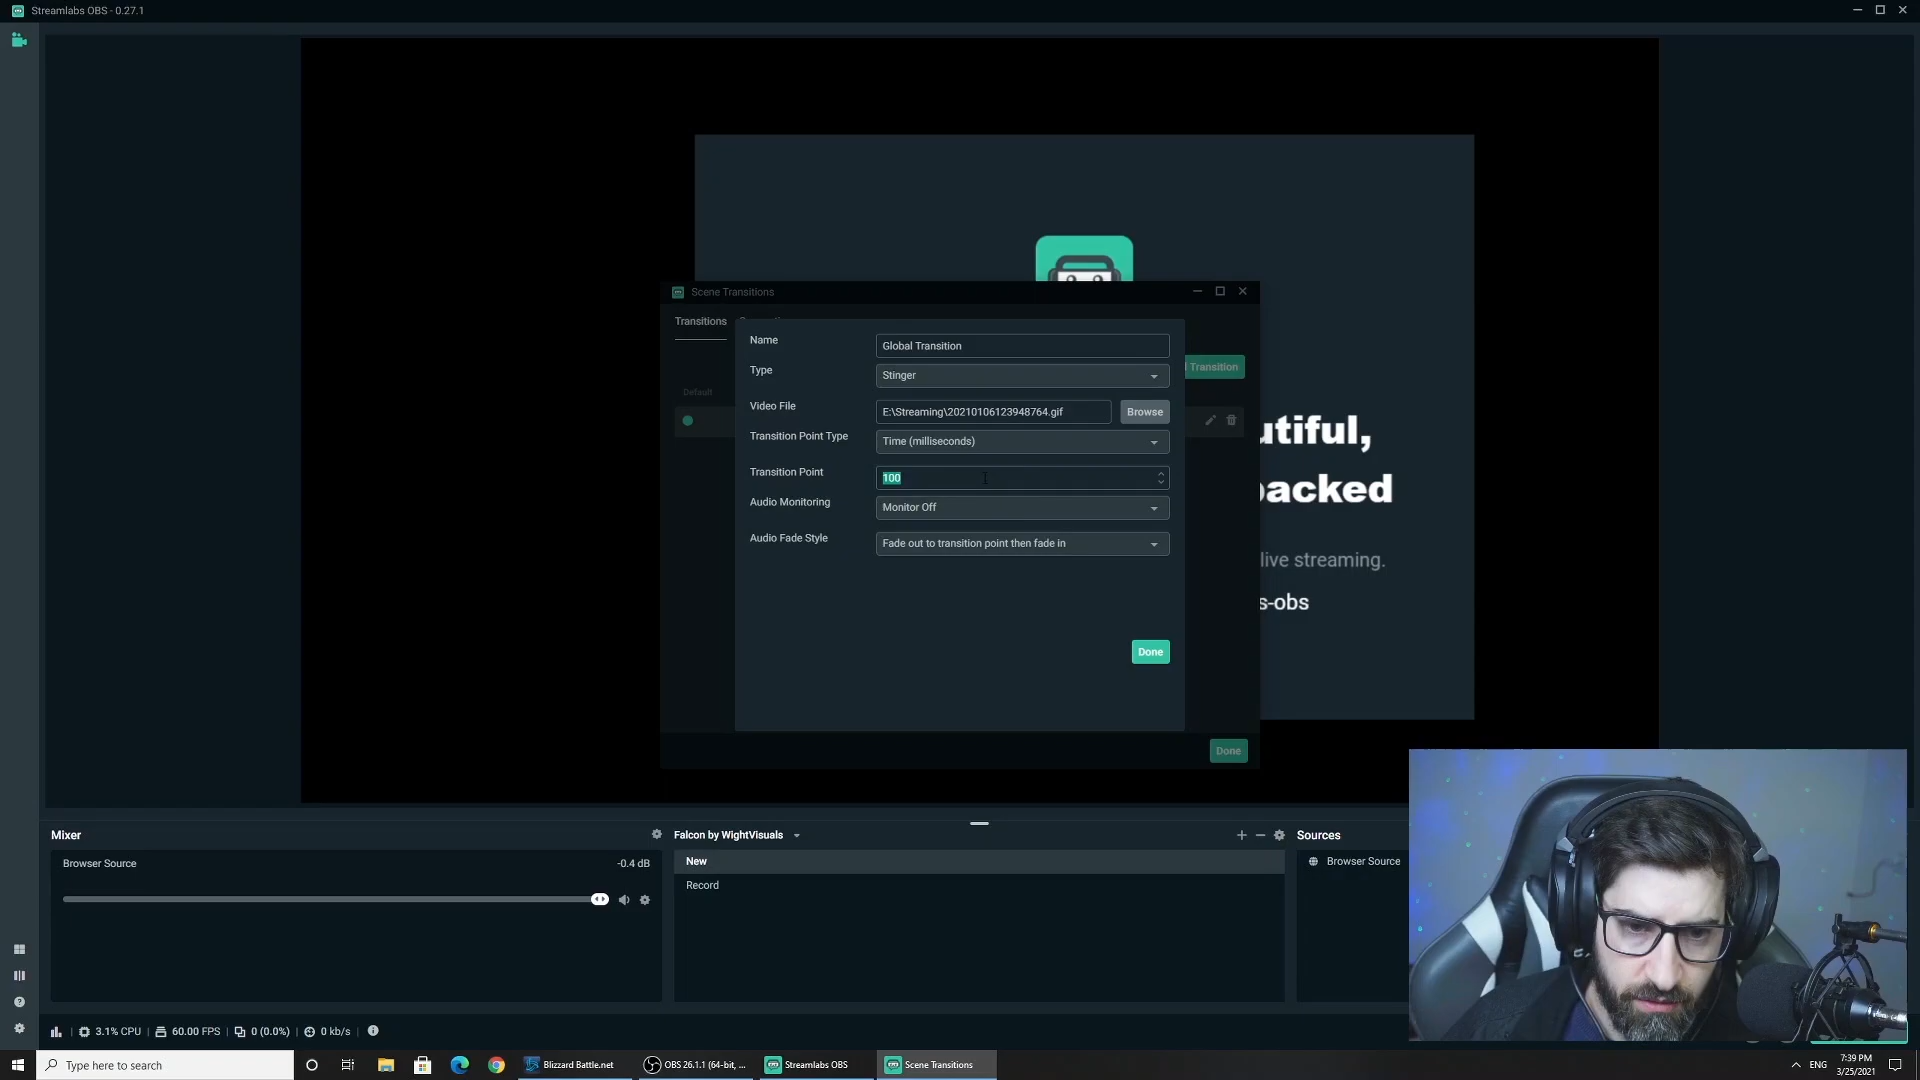 Streamlabs OBS - 0.27.1
Scene Transitions
Transitions
Name
Global Transition
Transition
Type
Stinger
Default
Video File
E:\Streaming\20210106123948764.gif
Browse
Transition Point Type
Time (milliseconds)
utiful,
Transition Point
100
packed
Audio Monitoring
Monitor Off
Audio Fade Style
Fade out to transition point then fade in
live streaming.
s-obs
Done
Done
Mixer
Falcon by WightVisuals
Sources
Browser Source
-0.4 dB
New
Browser Source
Record
3.1% CPU
60.00 FPS
0 (0.0%)
0 kb/s
Type here to search
Blizzard Battle.net
OBS 26.1.1 (64-bit, ...
Streamlabs OBS
Scene Transitions
ENG
7:39 PM
3/25/2021